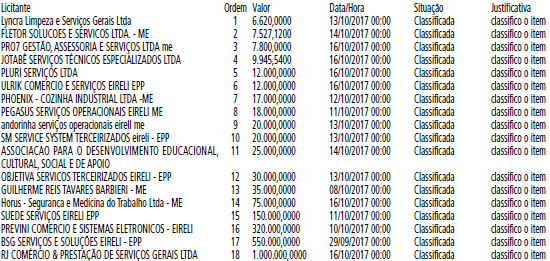 Licitante Ordem Valor Data/Hora Situação Justificativa
Lyncra Limpeza e Serviços Gerais Ltda 1 6.620,0000 13/10/2017 00:00 Classificada classifico o item
FLETOR SOLUCOES E SERVICOS LTDA. - ME 2 7.527,1200 14/10/2017 00:00 Classificada classifico o item
PRO7 GESTÃO, ASSESSORIA E SERVIÇOS LTDA me 3 7.800,0000 16/10/2017 00:00 Classificada classifico o item
JOTABÊ SERVIÇOS TÉCNICOS ESPECIALIZADOS LTDA 4 9.945,5400 16/10/2017 00:00 Classificada classifico o item
PLURI SERVIÇOS LTDA 5 12.000,0000 16/10/2017 00:00 Classificada classifico o item
ULRIK COMERCIO E SERVIÇOS EIRELI EPP 6 12.000,0000 16/10/2017 00:00 Classificada classifico o item
PHOENIX - COZINHA INDUSTRIAL LTDA -ME 7 17.000,0000 12/10/2017 00:00 Classificada classifico o item
PEGASUS SERVIÇOS OPERACIONAIS EIRELI ME 8 18.000,0000 11/10/2017 00:00 Classificada classifico o item
andorinha serviços operacionais eirell me 9 20.000,0000 13/10/2017 00:00 Classificada classifico o item
SM SERVICE SYSTEM TERCEIRIZADOS eireli - EPP 10 20.000,0000 13/10/2017 00:00 Classificada classifico o item
ASSOCIACAO PARA O DESENVOLVIMENTO EDUCACIONAL, 11 25.000,0000 14/10/2017 00:00 Classificada classifico o item
CULTURAL, SOCIAL E DE APOIO
OBJETIVA SERVICOS TERCEIRIZADOS EIRELI - EPP 12 30.000,0000 13/10/2017 00:00 Classificada classifico o item
GUILHERME REIS TAVARES BARBIERI - ME 13 35.000,0000 08/10/2017 00:00 Classificada classifico o item
Horus - Seguranca e Medicina do Trabalho Ltda - ME 14 75.000,0000 16/10/2017 00:00 Classificada classifico o item
SUEDE SERVIÇOS EIRELI EPP 15 150.000,0000 11/10/2017 00:00 Classificada classifico o item
PREVINI COMERCIO E SISTEMAS ELETRONICOS - EIRELI 16 320.000,0000 10/10/2017 00:00 Classificada classifico o item
BSG SERVIÇOS E SOLUÇÕES EIRELI - EPP 17 550.000,0000 29/09/2017 00:00 Classificada classifico o item
RJ COMÉRCIO & PRESTAÇÃO DE SERVIÇOS GERAIS LTDA 18 1.000.000,0000 16/10/2017 00:00 Classificada classifico o item